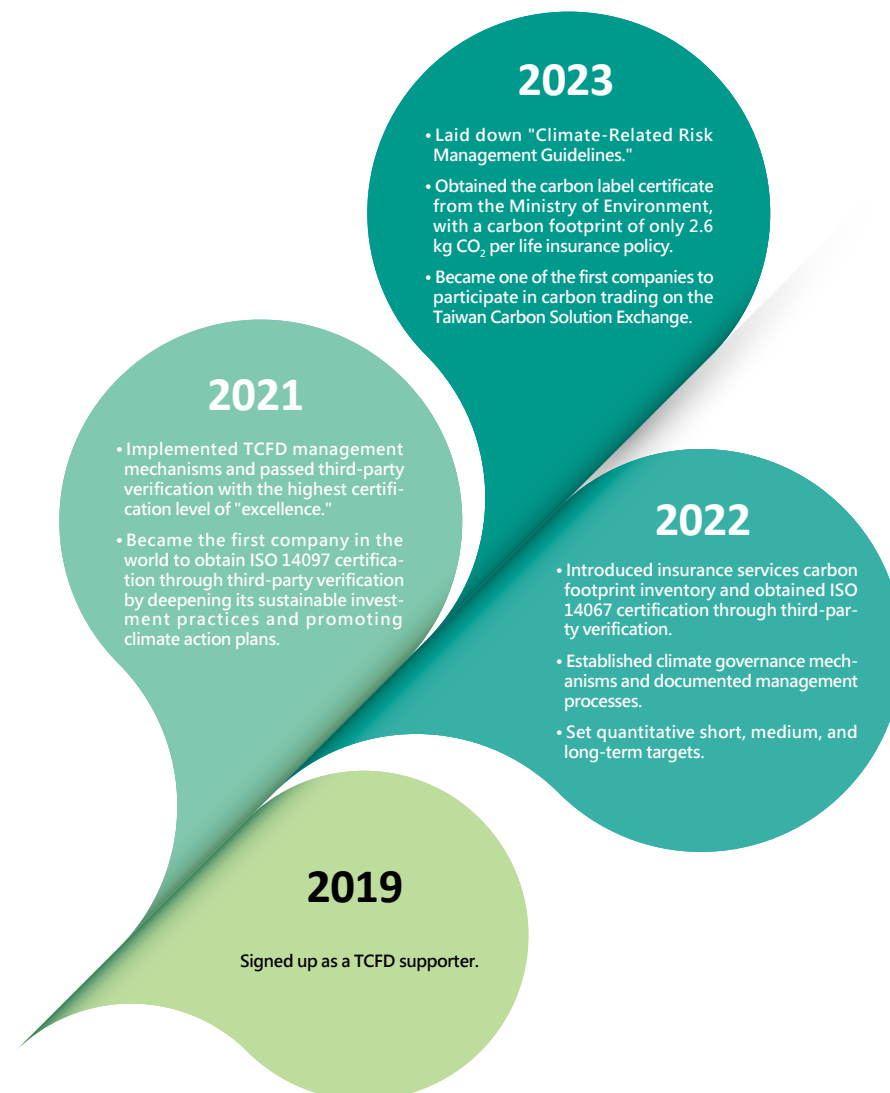 2023
• Laid down "Climate-Related Risk
Management Guidelines."
• Obtained the carbon label certificate
from the Ministry of Environment,
with a carbon footprint of only 2.6
kg CO₂ per life insurance policy.
• Became one of the first companies to
participate in carbon trading on the
Taiwan Carbon Solution Exchange.
2021
• Implemented TCFD management
mechanisms and passed third-party
verification with the highest certifi-
cation level of "excellence."
• Became the first company in the
world to obtain ISO 14097 certifica-
tion through third-party verification
by deepening its sustainable invest-
ment practices and promoting
climate action plans.
2022
• Introduced insurance services carbon
footprint inventory and obtained ISO
14067 certification through third-par-
ty verification.
• Established climate governance mech-
anisms and documented management
processes.
• Set quantitative short, medium, and
long-term targets.
2019
Signed up as a TCFD supporter.